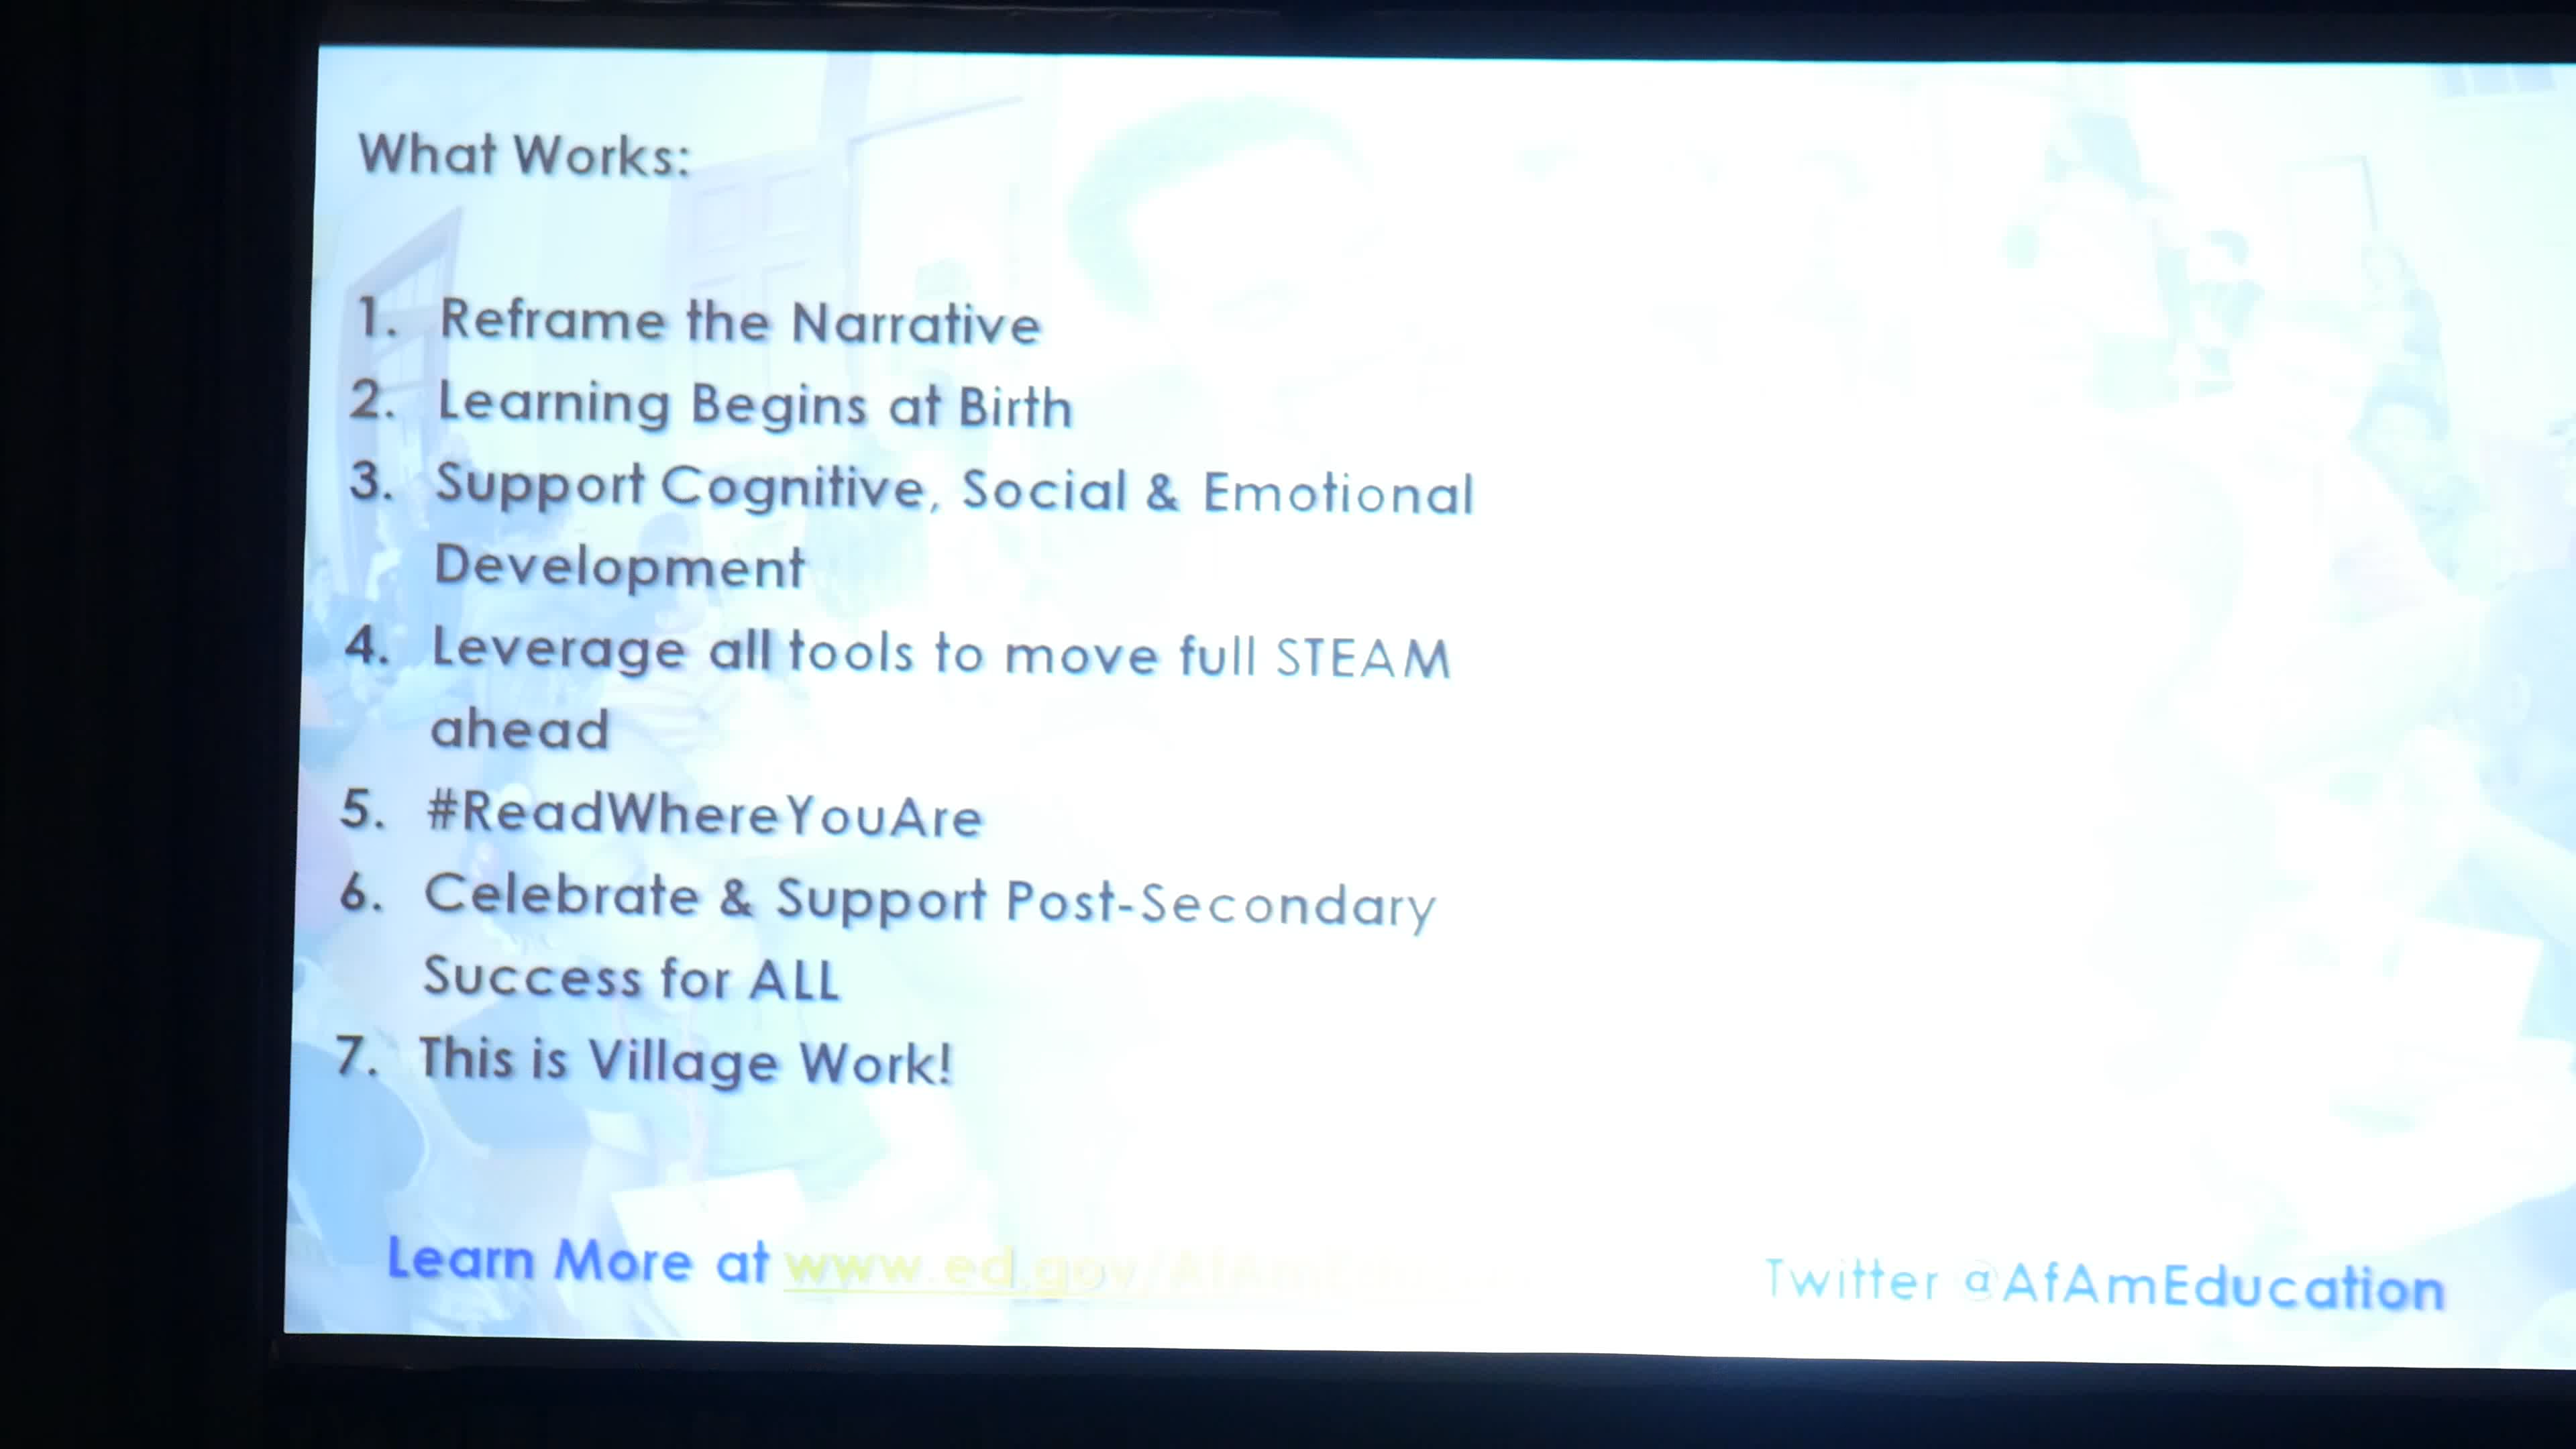 What Works:
1. Reframe the Narrative
2. Learning Begins at Birth
3. Support Cognitive, Social & Emotional
Development
4. Leverage all tools to move full STEAM
ahead
5. #ReadWhereYouAre
6. Celebrate & Support Post-Secondary
Success for ALL
7. This is Village Work!
Learn More at
Twitter @AfAmEducation